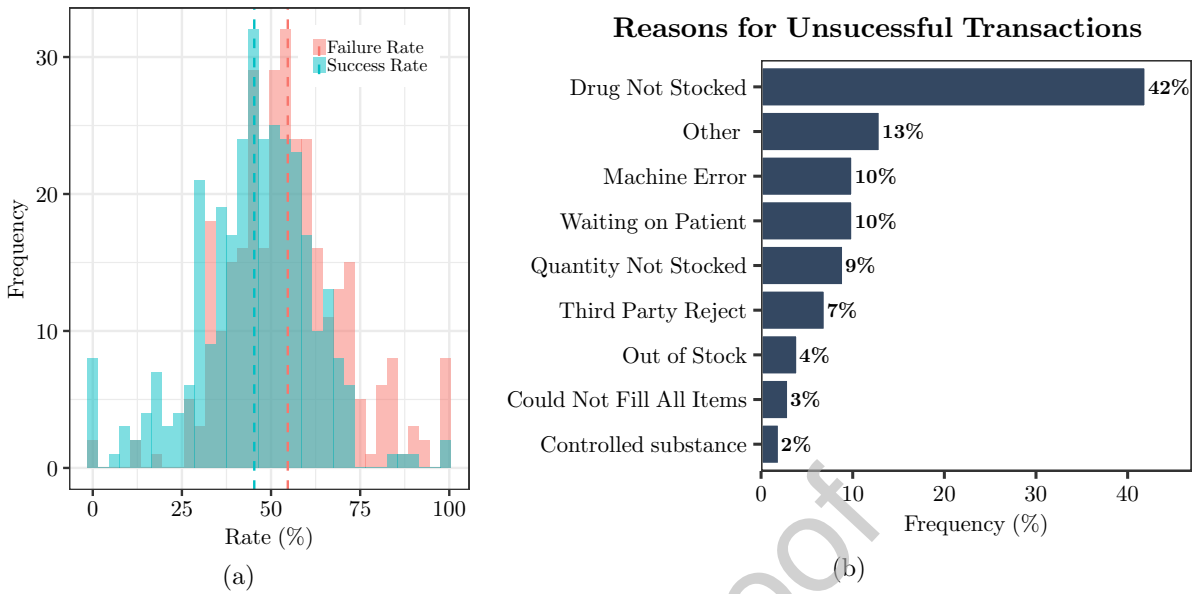 Frequency
30
20
10
0
Failure Rate
Success Rate
0 25 50 75 100
Rate (%)
(a)
Reasons for Unsucessful Transactions
Drug Not Stocked 42%
Other 13%
Machine Error 10%
Waiting on Patient 10%
Quantity Not Stocked 9%
Third Party Reject 7%
Out of Stock 4%
Could Not Fill All Items 3%
Controlled substance 2%
0 10 20 30 40
Frequency (%)
(b)
oof